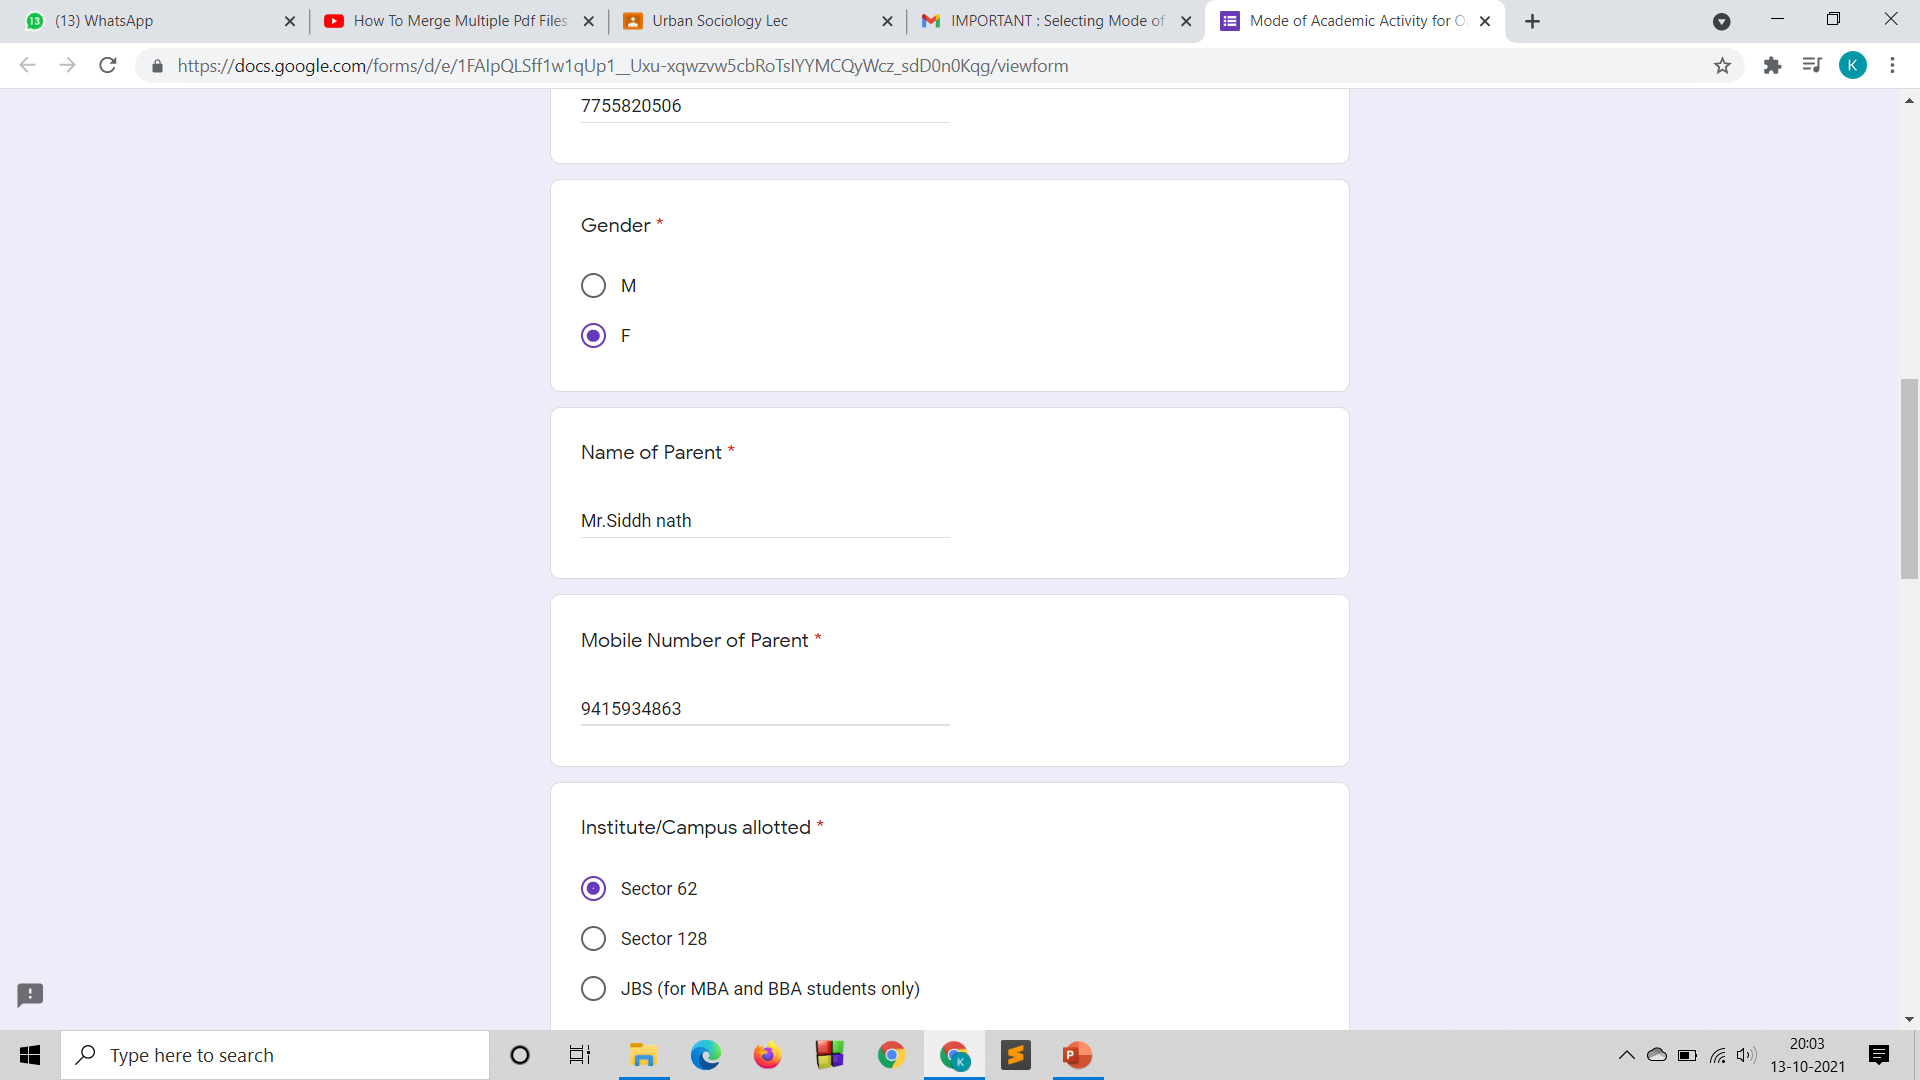 13 (13) WhatsApp
How To Merge Multiple Pdf Files
Urban Sociology Lec
IMPORTANT : Selecting Mode of
Mode of Academic Activity for O
https://docs.google.com/forms/d/e/1FAIpQLSff1w1qUp1__Uxu-xqwzvw5cbRoTsIYYMCQyWcz_sdD0n0Kqg/viewform
K
7755820506
Gender *
M
F
Name of Parent *
Mr.Siddh nath
Mobile Number of Parent *
9415934863
Institute/Campus allotted *
Sector 62
Sector 128
JBS (for MBA and BBA students only)
Type here to search
K
P
20:03
13-10-2021